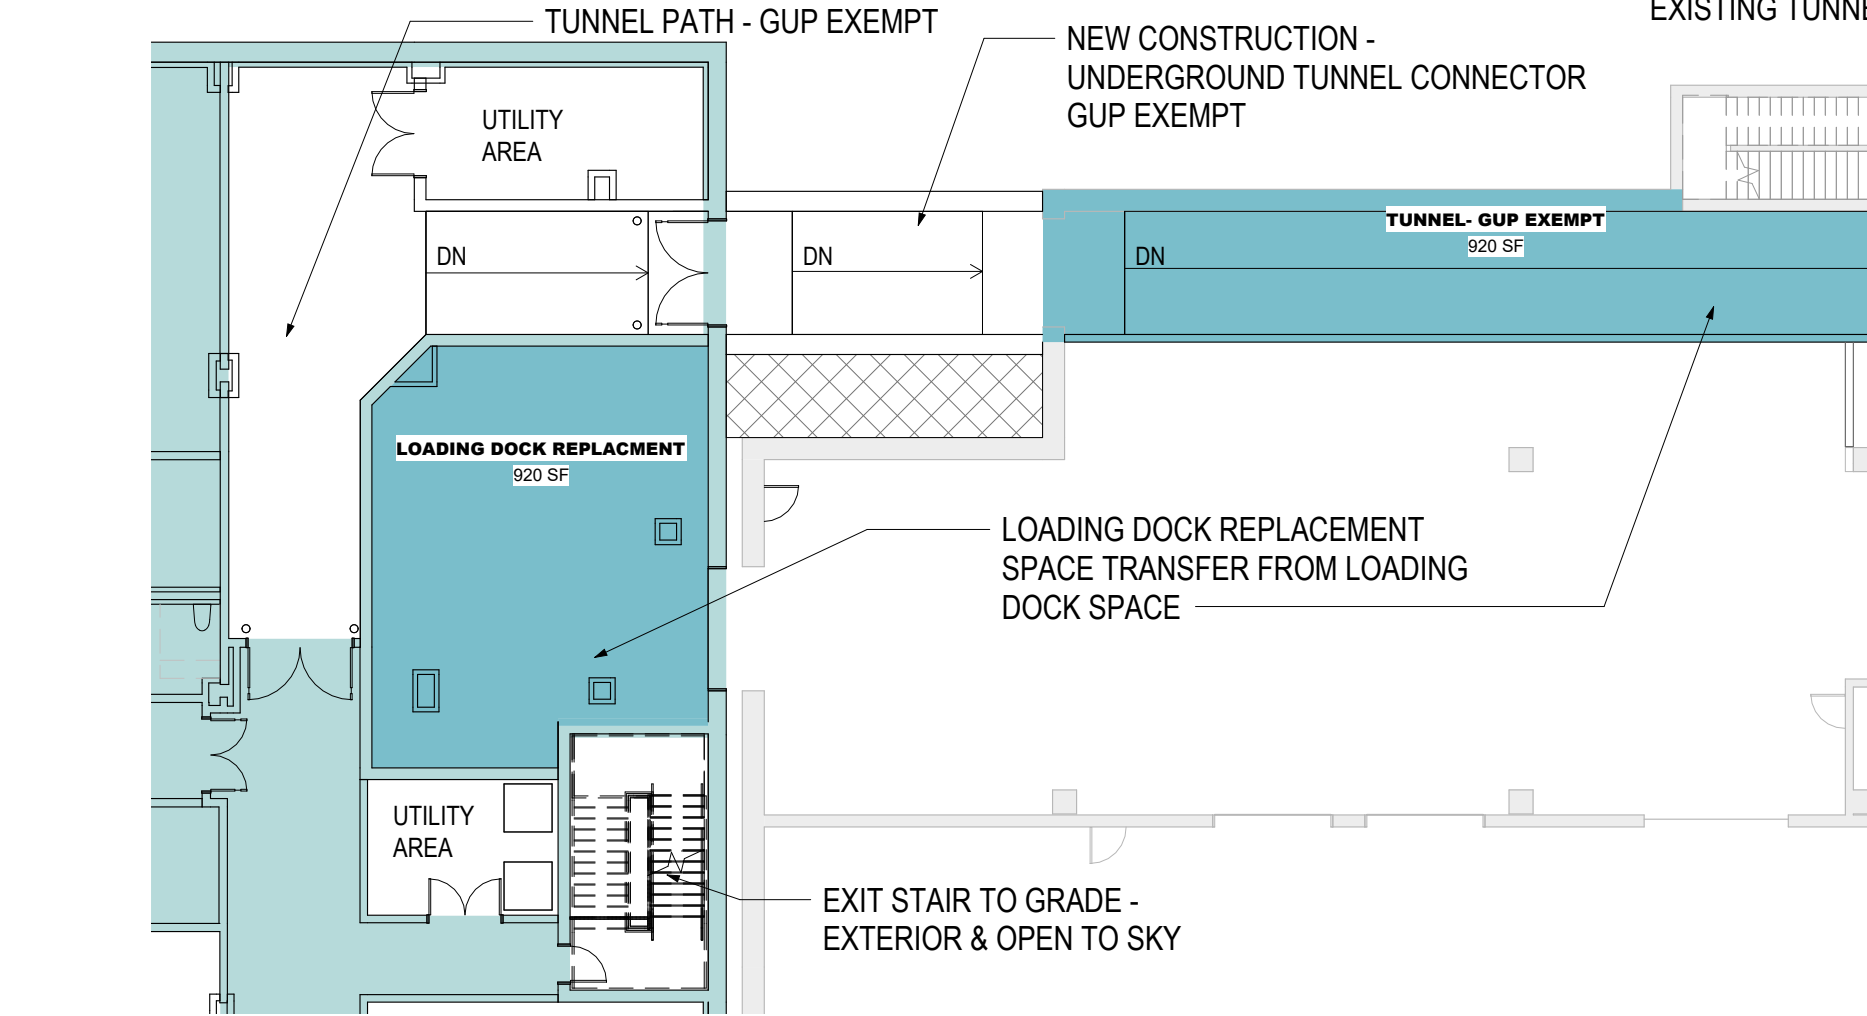 TUNNEL PATH - GUP EXEMPT
EXISTING TUNNE
NEW CONSTRUCTION -
UNDERGROUND TUNNEL CONNECTOR
GUP EXEMPT
UTILITY
AREA
DN
DN
DN
TUNNEL- GUP EXEMPT
920 SF
LOADING DOCK REPLACMENT
920 SF
LOADING DOCK REPLACEMENT
SPACE TRANSFER FROM LOADING
DOCK SPACE
UTILITY
AREA
EXIT STAIR TO GRADE -
EXTERIOR & OPEN TO SKY